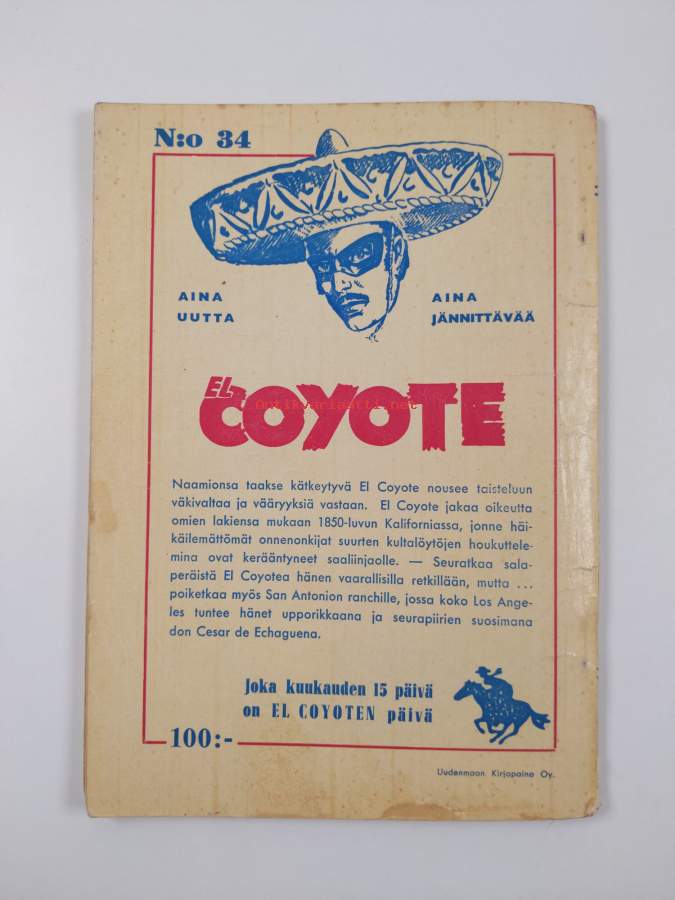 N:o 34
AINA
UUTTA
AINA
JÄNNITTÄVÄÄ
EL
COYOTE
Antikvariaatti.net
Naamionsa taakse kätkeytyvä El Coyote nousee taisteluun
väkivaltaa ja vääryyksiä vastaan. El Coyote jakaa oikeutta
omien lakiensa mukaan 1850-luvun Kaliforniassa, jonne häi-
käilemättömät onnenonkijat suurten kultalöytöjen houkuttele-
mina ovat kerääntyneet saaliinjaolle. — Seuratkaa sala-
peräistä El Coyotea hänen vaarallisilla retkillään, mutta ...
poiketkaa myös San Antonion ranchille, jossa koko Los Ange-
les tuntee hänet upporikkaana ja seurapiirien suosimana
don Cesar de Echaguena.
Joka kuukauden 15 päivä
on EL COYOTEN päivä
100:-
Uudenmaan Kirjapaino Oy.